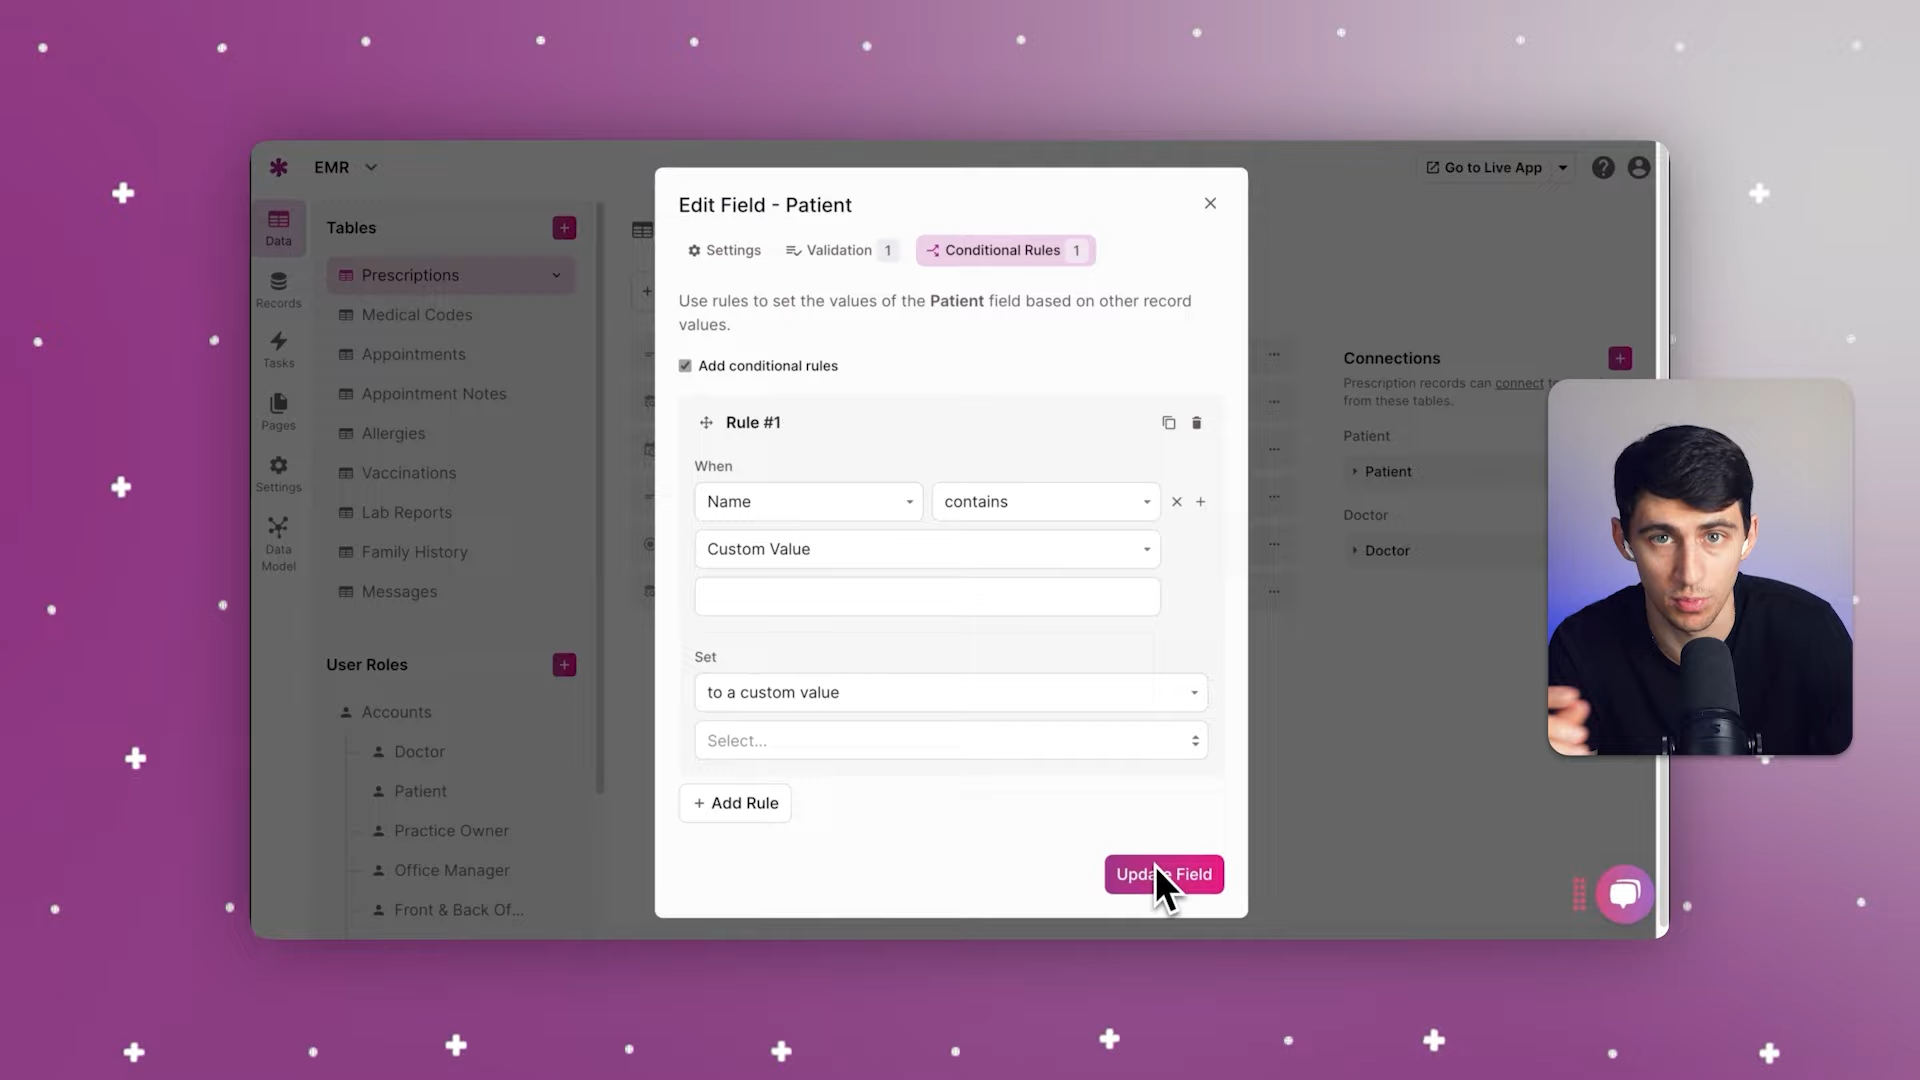 EMR
Go to Live App
Data
Records
Tasks
Pages
Settings
Data
Model
Tables
Prescriptions
Medical Codes
Appointments
Appointment Notes
Allergies
Vaccinations
Lab Reports
Family History
Messages
User Roles
Accounts
Doctor
Patient
Practice Owner
Office Manager
Front & Back Of...
Edit Field - Patient
Settings
Validation 1
Conditional Rules 1
Use rules to set the values of the Patient field based on other record
values.
Add conditional rules
Rule #1
When
Name
contains
Custom Value
Set
to a custom value
Select...
+ Add Rule
Update Field
Connections
Prescription records can connect
from these tables.
Patient
Patient
Doctor
Doctor